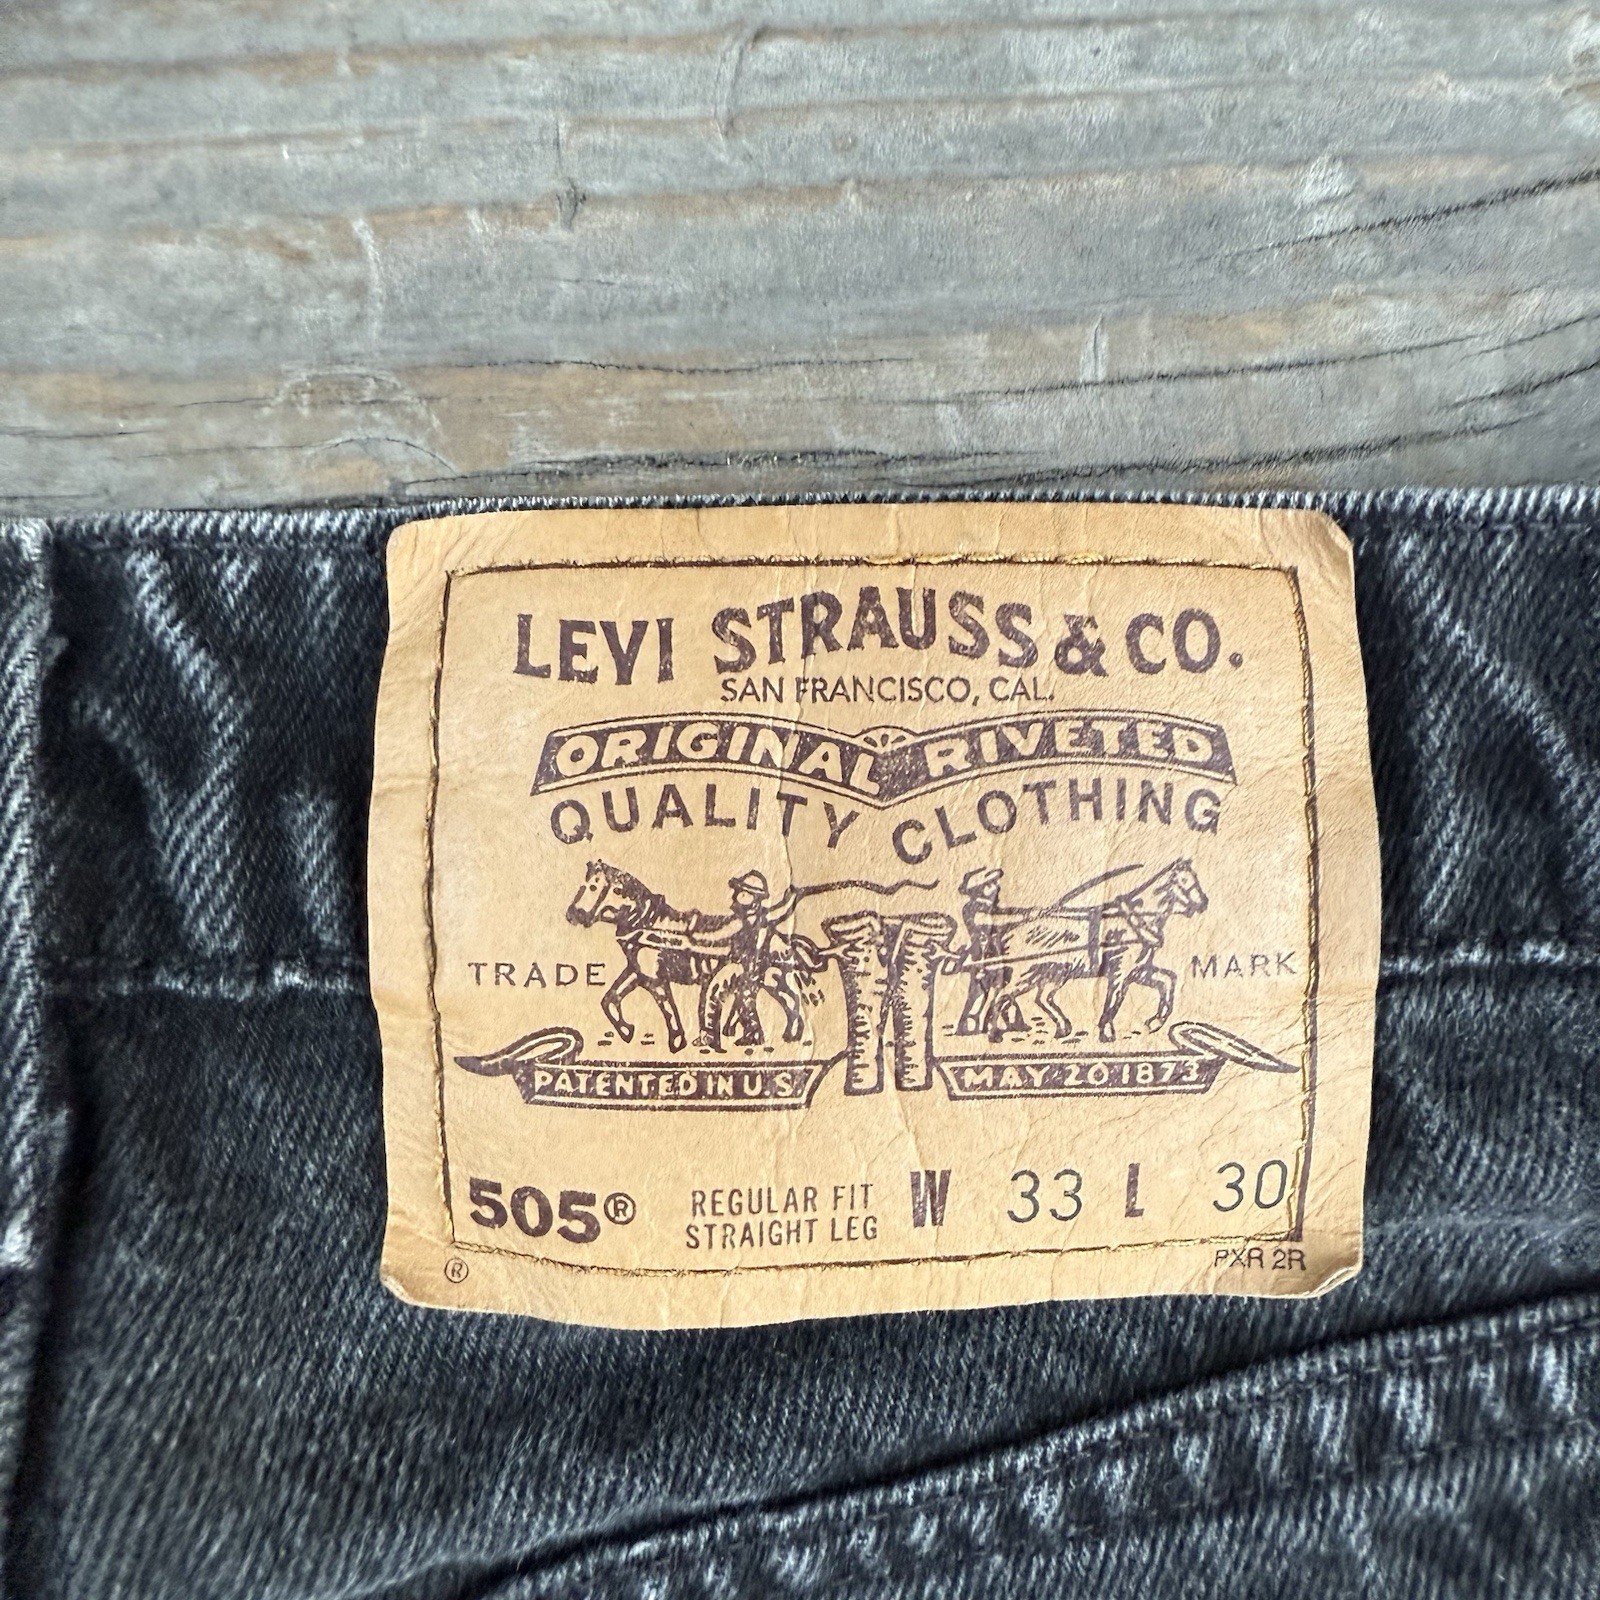 LEVI STRAUSS & CO.
SAN FRANCISCO, CAL.
ORIGINAL RIVETED
QUALITY CLOTHING
TRADE MARK
PATENTED IN U.S. MAY 20 1873
505® REGULAR FIT W 33 L 30
STRAIGHT LEG
® PXR 2R